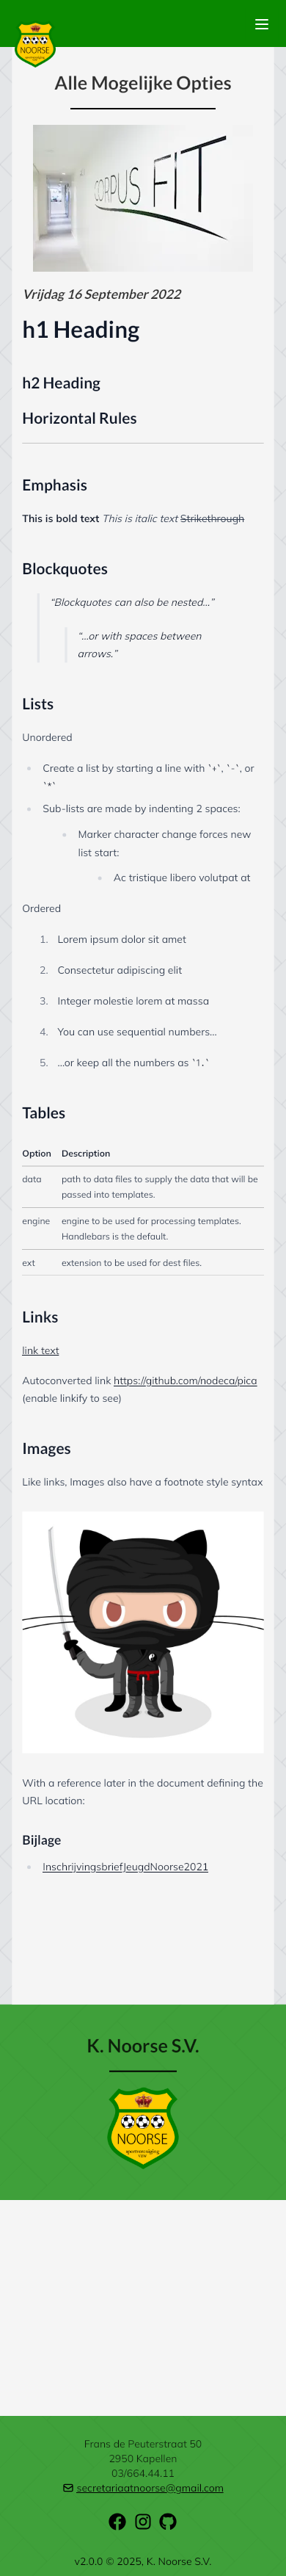 NOORSE
Alle Mogelijke Opties
CORPUS FIT
Vrijdag 16 September 2022
h1 Heading
h2 Heading
Horizontal Rules
Emphasis
This is bold text This is italic text Strikethrough
Blockquotes
“Blockquotes can also be nested...”
“...or with spaces between
arrows.”
Lists
Unordered
Create a list by starting a line with `+`, `-`, or
`*`
Sub-lists are made by indenting 2 spaces:
Marker character change forces new
list start:
Ac tristique libero volutpat at
Ordered
1. Lorem ipsum dolor sit amet
2. Consectetur adipiscing elit
3. Integer molestie lorem at massa
4. You can use sequential numbers...
5. ...or keep all the numbers as `1.`
Tables
Option Description
data path to data files to supply the data that will be
passed into templates.
engine engine to be used for processing templates.
Handlebars is the default.
ext extension to be used for dest files.
Links
link text
Autoconverted link https://github.com/nodeca/pica
(enable linkify to see)
Images
Like links, Images also have a footnote style syntax
With a reference later in the document defining the
URL location:
Bijlage
InschrijvingsbriefJeugdNoorse2021
K. Noorse S.V.
NOORSE
sportvereniging
Frans de Peuterstraat 50
2950 Kapellen
03/664.44.11
secretariaatnoorse@gmail.com
v2.0.0 © 2025, K. Noorse S.V.